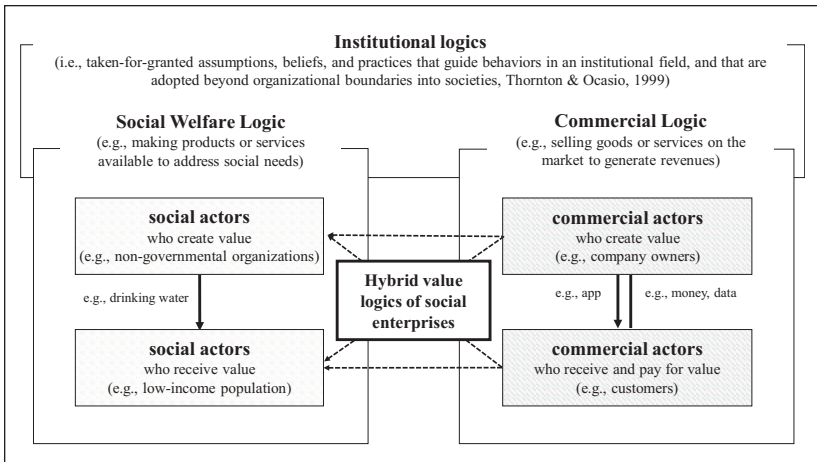 Institutional logics
(i.e., taken-for-granted assumptions, beliefs, and practices that guide behaviors in an institutional field, and that are
adopted beyond organizational boundaries into societies, Thornton & Ocasio, 1999)
Social Welfare Logic
(e.g., making products or services
available to address social needs)
Commercial Logic
(e.g., selling goods or services on the
market to generate revenues)
social actors
who create value
(e.g., non-governmental organizations)
commercial actors
who create value
(e.g., company owners)
e.g., drinking water
Hybrid value
logics of social
enterprises
e.g., app
e.g., money, data
social actors
who receive value
(e.g., low-income population)
commercial actors
who receive and pay for value
(e.g., customers)